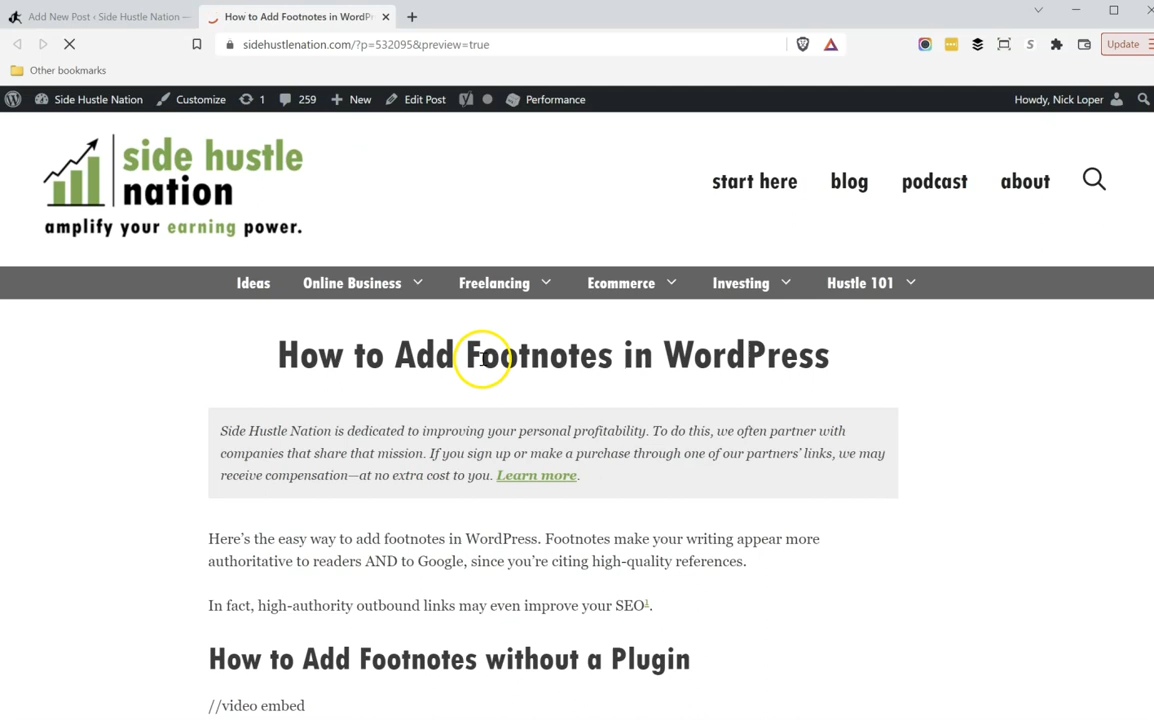 Add New Post ‹ Side Hustle Nation —
How to Add Footnotes in WordPr
sidehustlenation.com/?p=532095&preview=true
Update
Other bookmarks
Side Hustle Nation
Customize
1
259
New
Edit Post
Performance
Howdy, Nick Loper
side hustle
nation
amplify your earning power.
start here
blog
podcast
about
Ideas
Online Business
Freelancing
Ecommerce
Investing
Hustle 101
How to Add Footnotes in WordPress
Side Hustle Nation is dedicated to improving your personal profitability. To do this, we often partner with
companies that share that mission. If you sign up or make a purchase through one of our partners' links, we may
receive compensation—at no extra cost to you. Learn more.
Here's the easy way to add footnotes in WordPress. Footnotes make your writing appear more
authoritative to readers AND to Google, since you're citing high-quality references.
In fact, high-authority outbound links may even improve your SEO¹.
How to Add Footnotes without a Plugin
//video embed